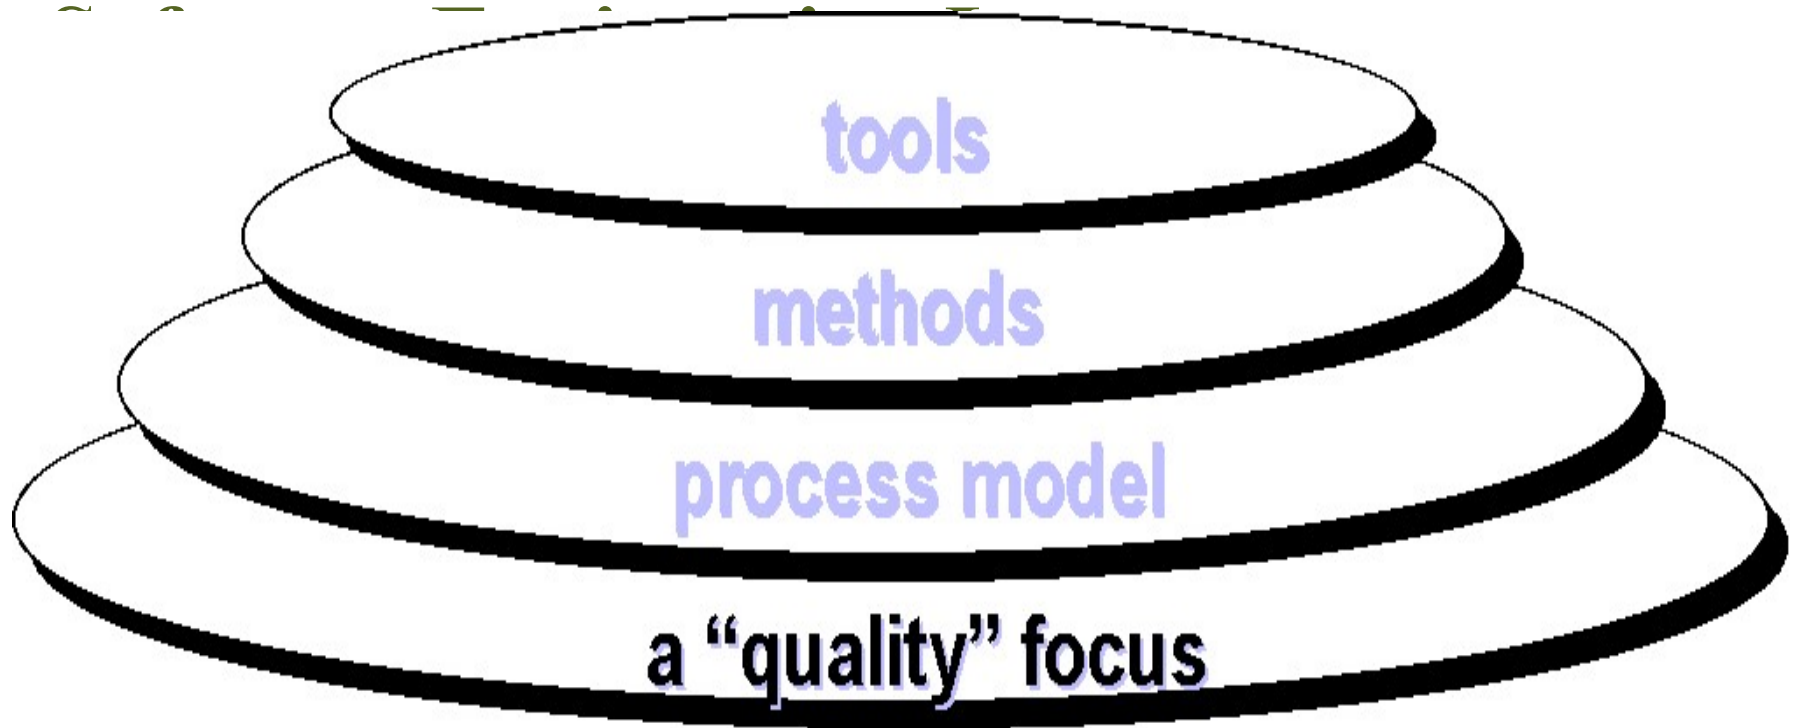 tools
methods
process model
a “quality” focus